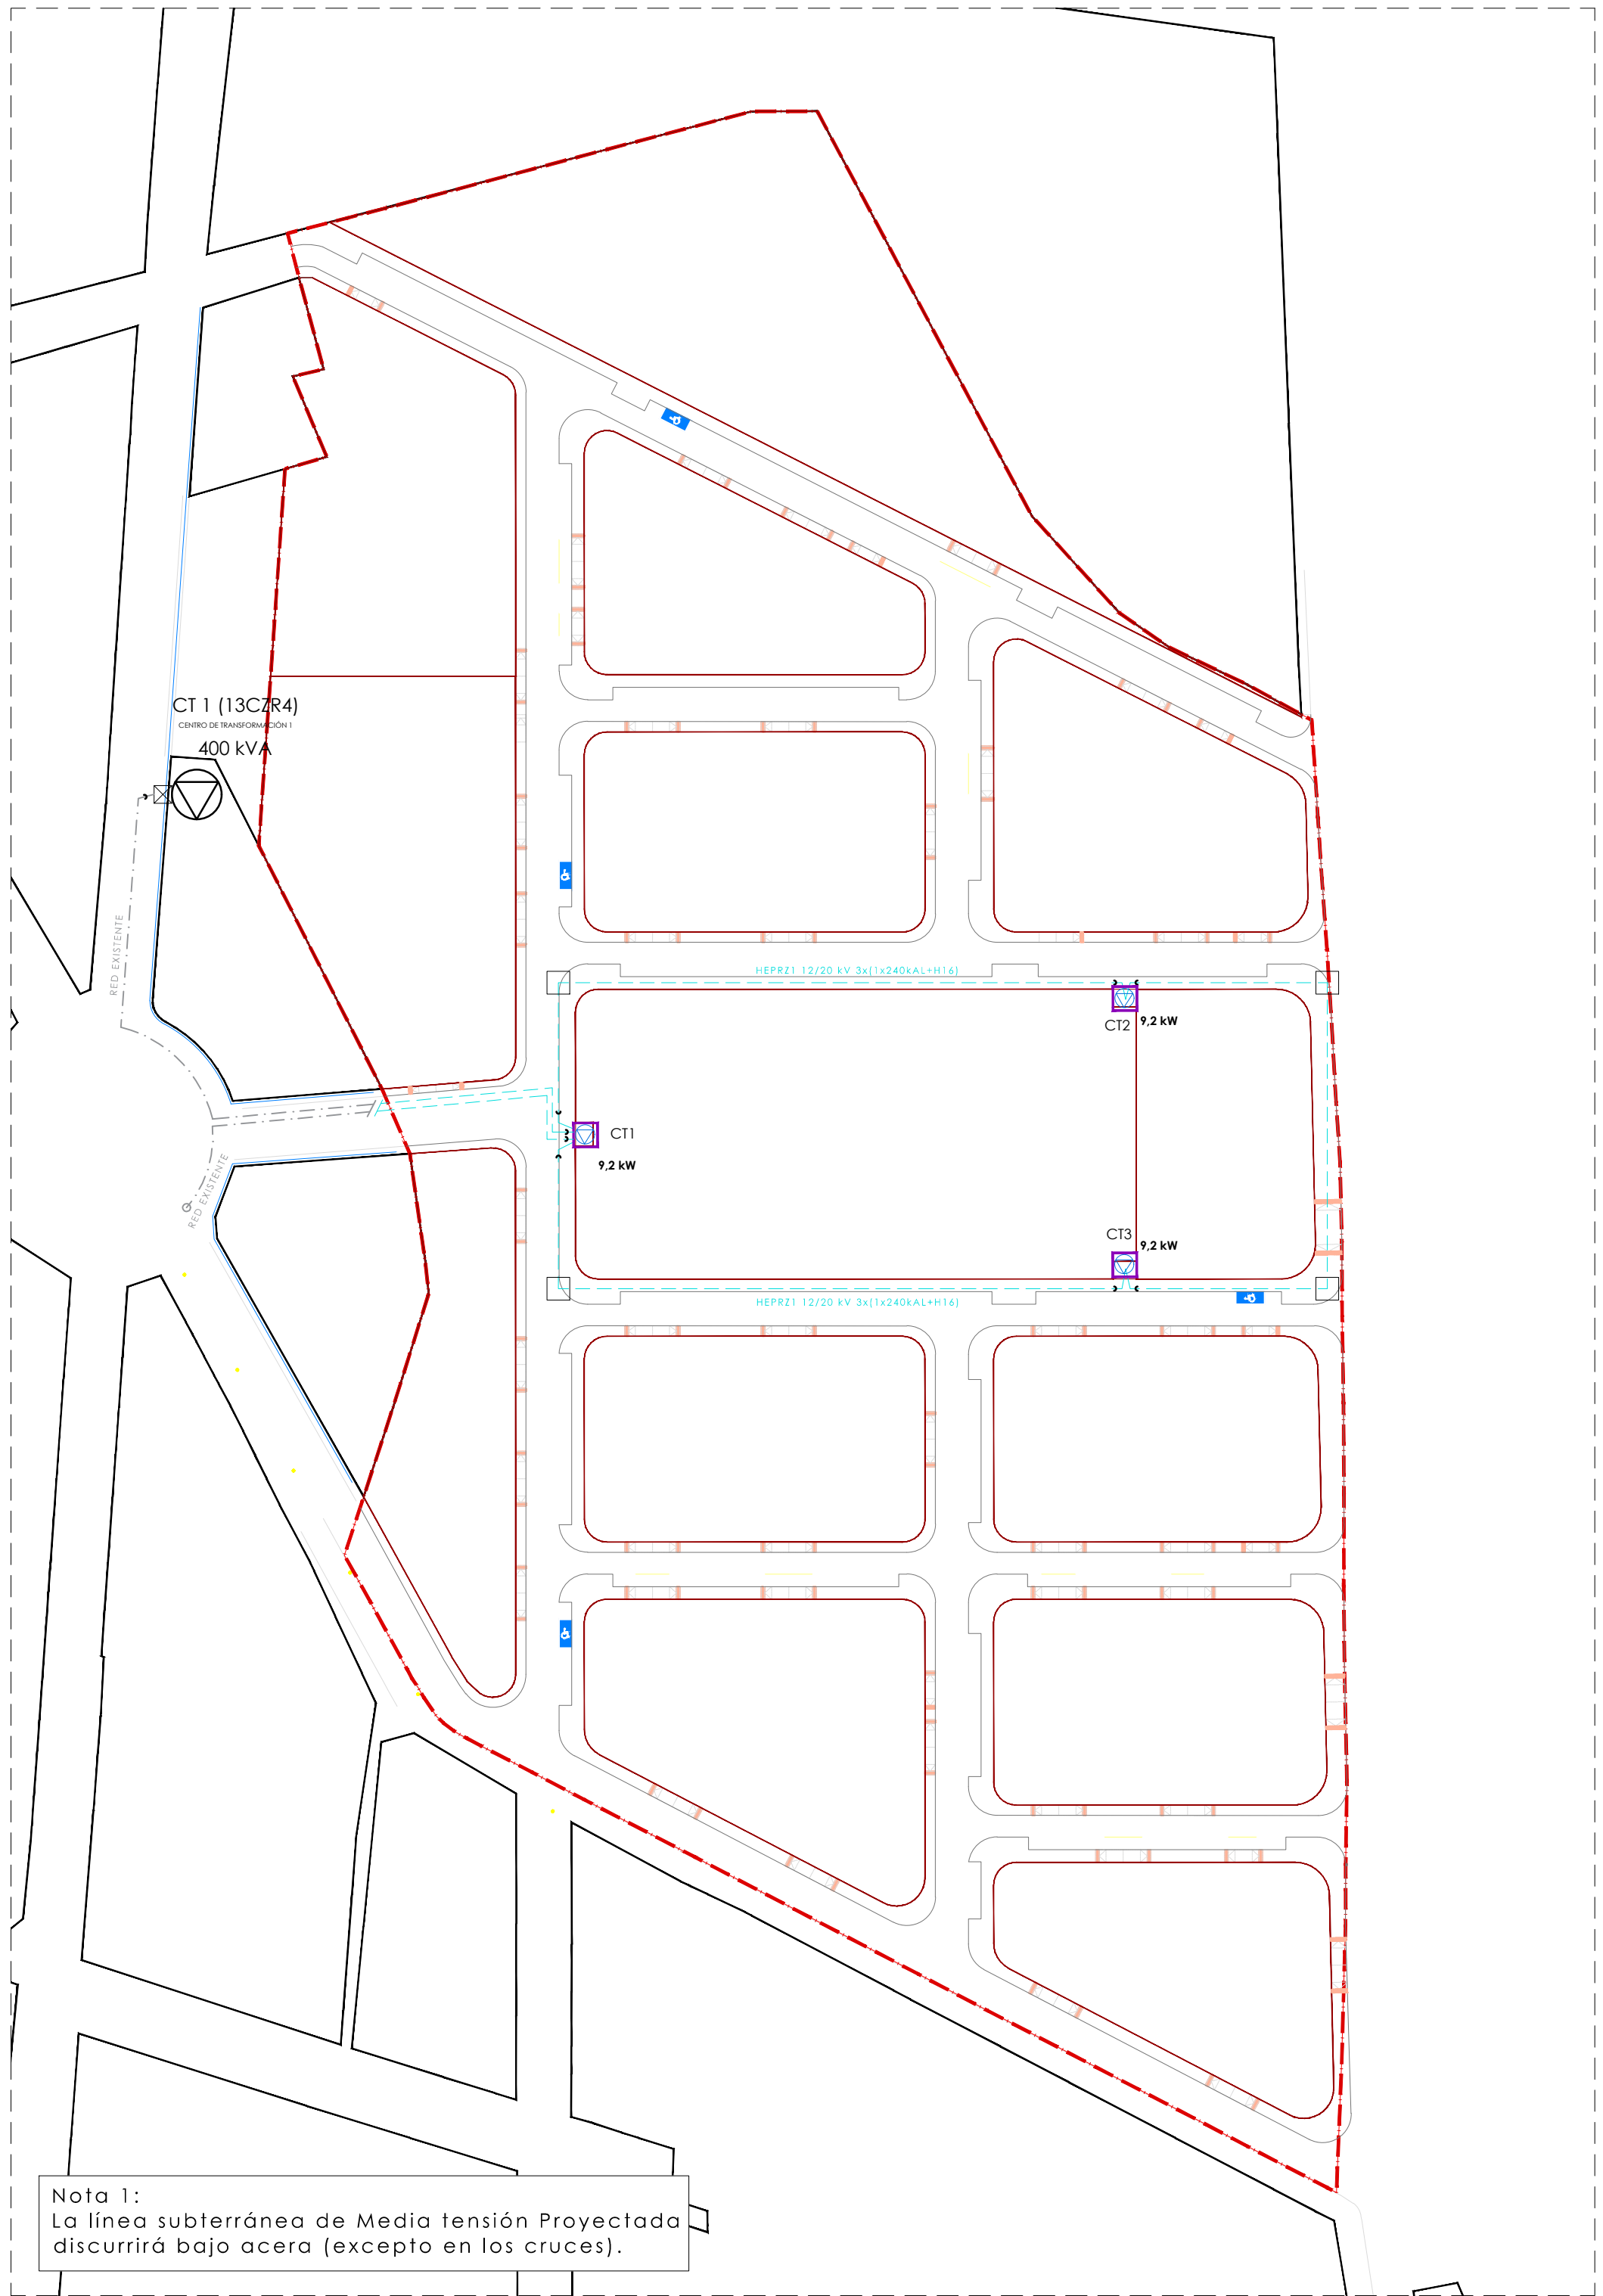 CT 1 (13CZR4)
CENTRO DE TRANSFORMACIÓN 1
400 kVA
RED EXISTENTE
HEPRZ1 12/20 kV 3x(1x240kAL+H16)
CT2
9,2 kW
CT1
9,2 kW
RED EXISTENTE
CT3
9,2 kW
HEPRZ1 12/20 kV 3x(1x240kAL+H16)
Nota 1:
La línea subterránea de Media tensión Proyectada
discurrirá bajo acera (excepto en los cruces).